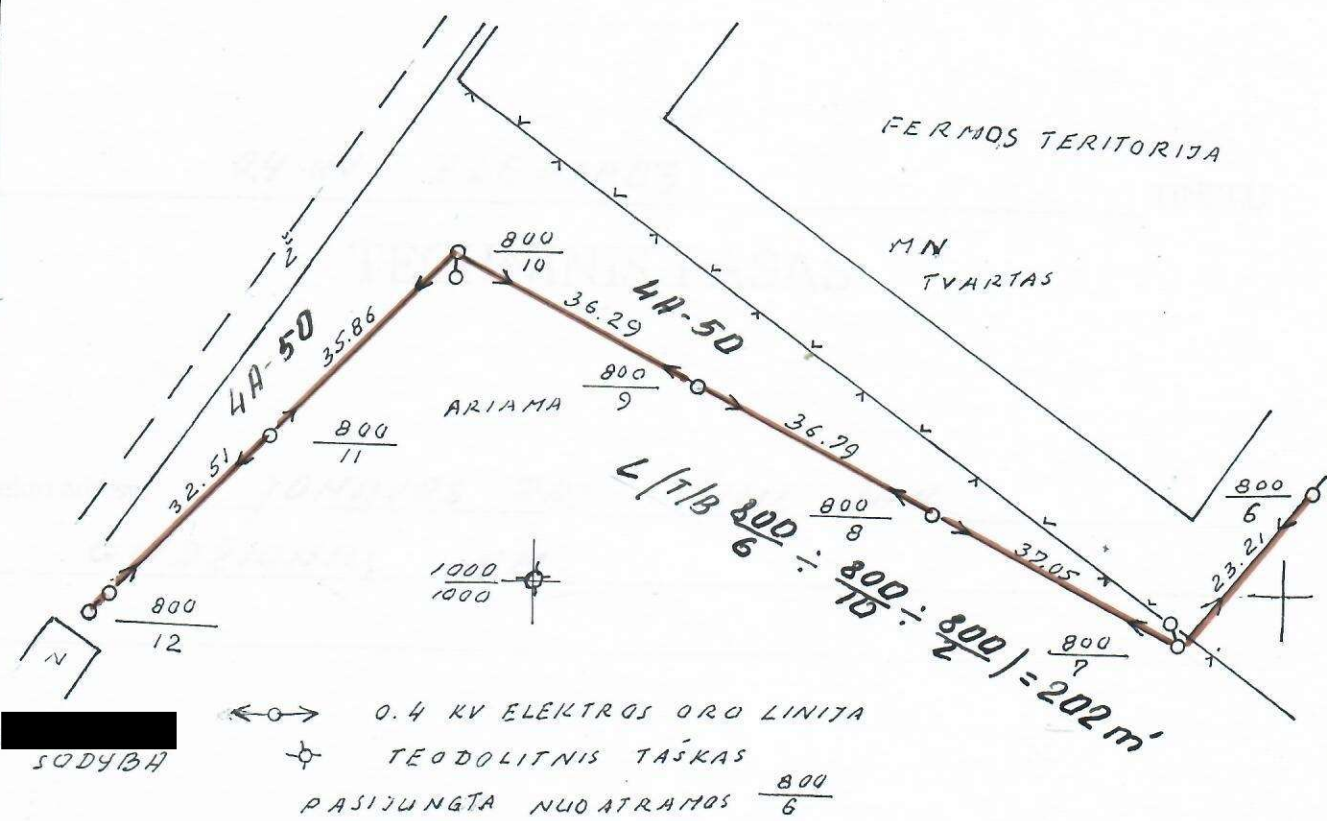 FERMOS TERITORIJA
MN
TVARTAS
Ž
4A-50
35.86
32.51
800
10
36.29
4A-50
800
9
ARIAMA
800
11
36.79
800
8
37.05
800
6
23.21
800
7
L/T/B 800/6 ÷ 800/10 ÷ 800/2) = 202 m'
1000
1000
800
12
N
SODYBA
0.4 KV ELEKTROS ORO LINIJA
TEODOLITNIS TAŠKAS
PASIJUNGTA NUO ATRAMOS 800/6